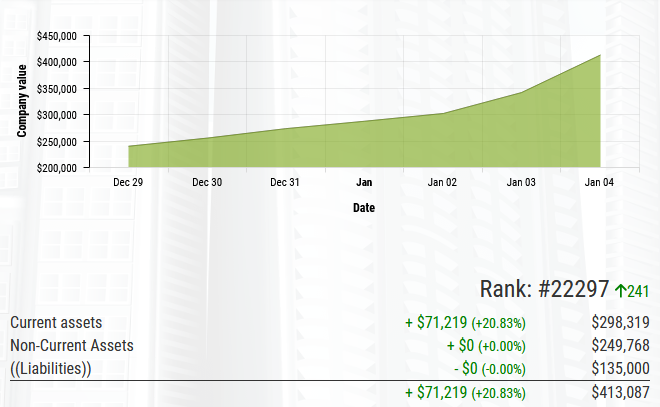 $450,000
$400,000
$350,000
$300,000
$250,000
$200,000
Company value
Dec 29 Dec 30 Dec 31 Jan Jan 02 Jan 03 Jan 04
Date
Rank: #22297 ↑241
Current assets + $71,219 (+20.83%) $298,319
Non-Current Assets + $0 (+0.00%) $249,768
((Liabilities)) - $0 (-0.00%) $135,000
+ $71,219 (+20.83%) $413,087